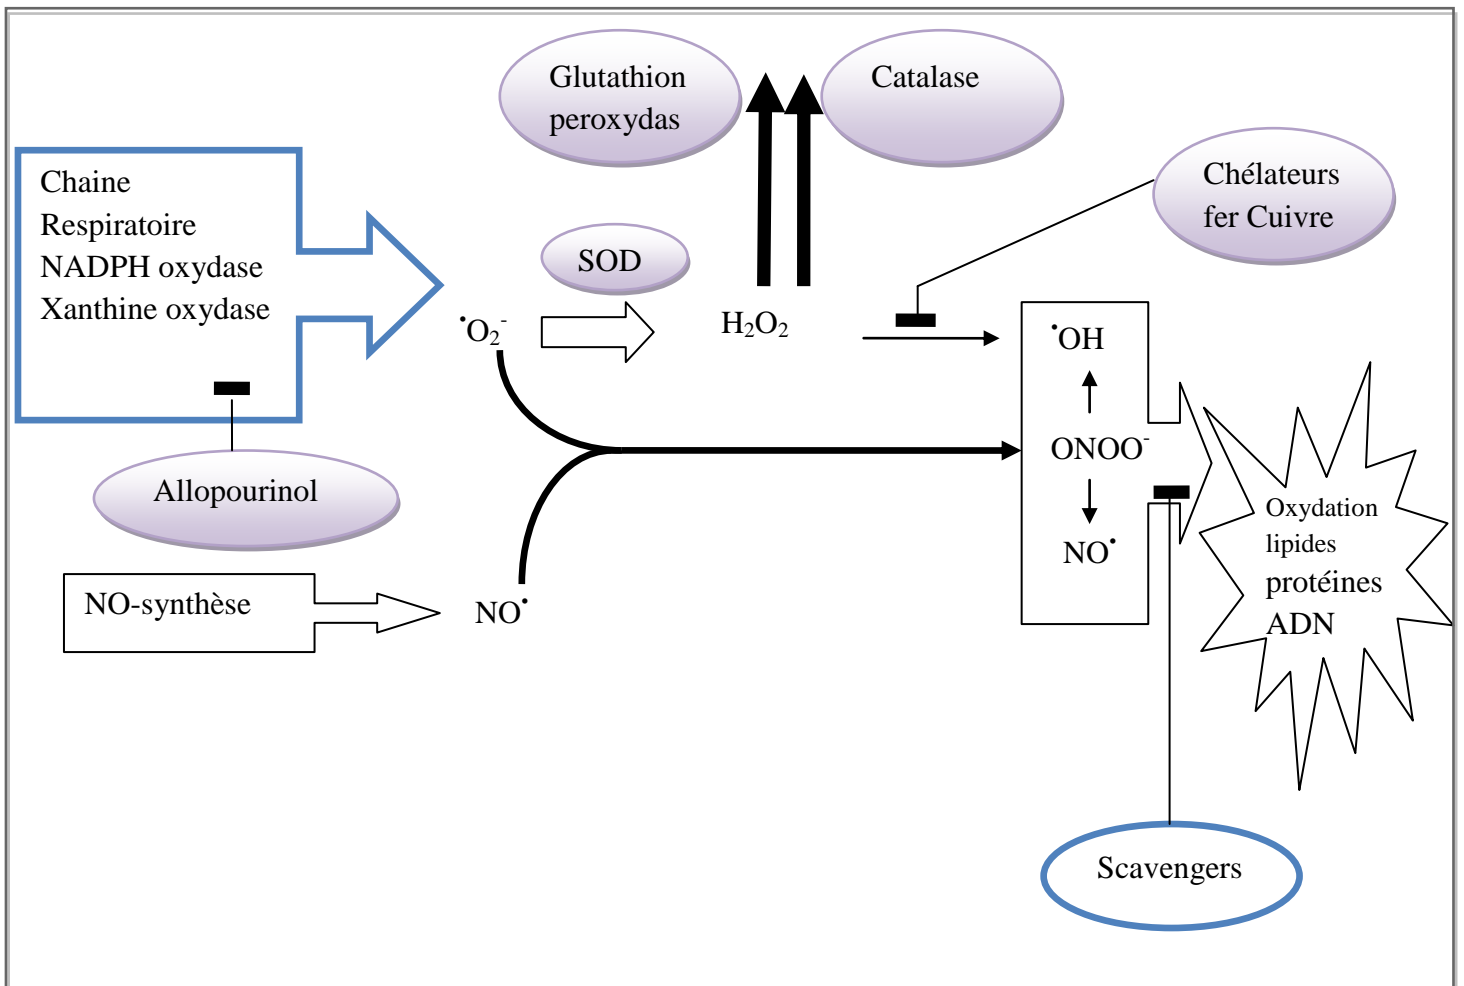 Glutathion
peroxydas
Catalase
Chélateurs
fer Cuivre
Chaine
Respiratoire
NADPH oxydase
Xanthine oxydase
SOD
•O₂⁻
H₂O₂
•OH
ONOO⁻
NO•
Allopourinol
Oxydation
lipides
protéines
ADN
NO-synthèse
NO•
Scavengers